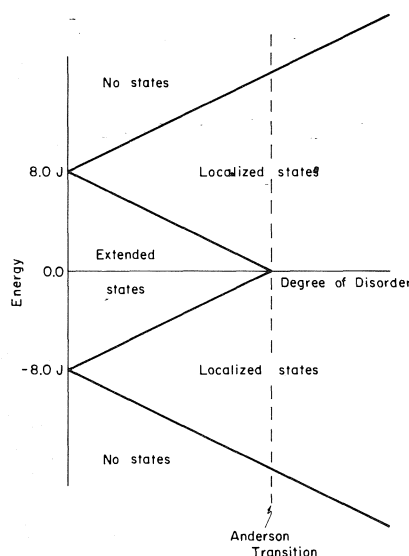 No states
Localized states
8.0 J
Extended
states
0.0
Degree of Disorder
Energy
-8.0 J
Localized states
No states
Anderson
Transition